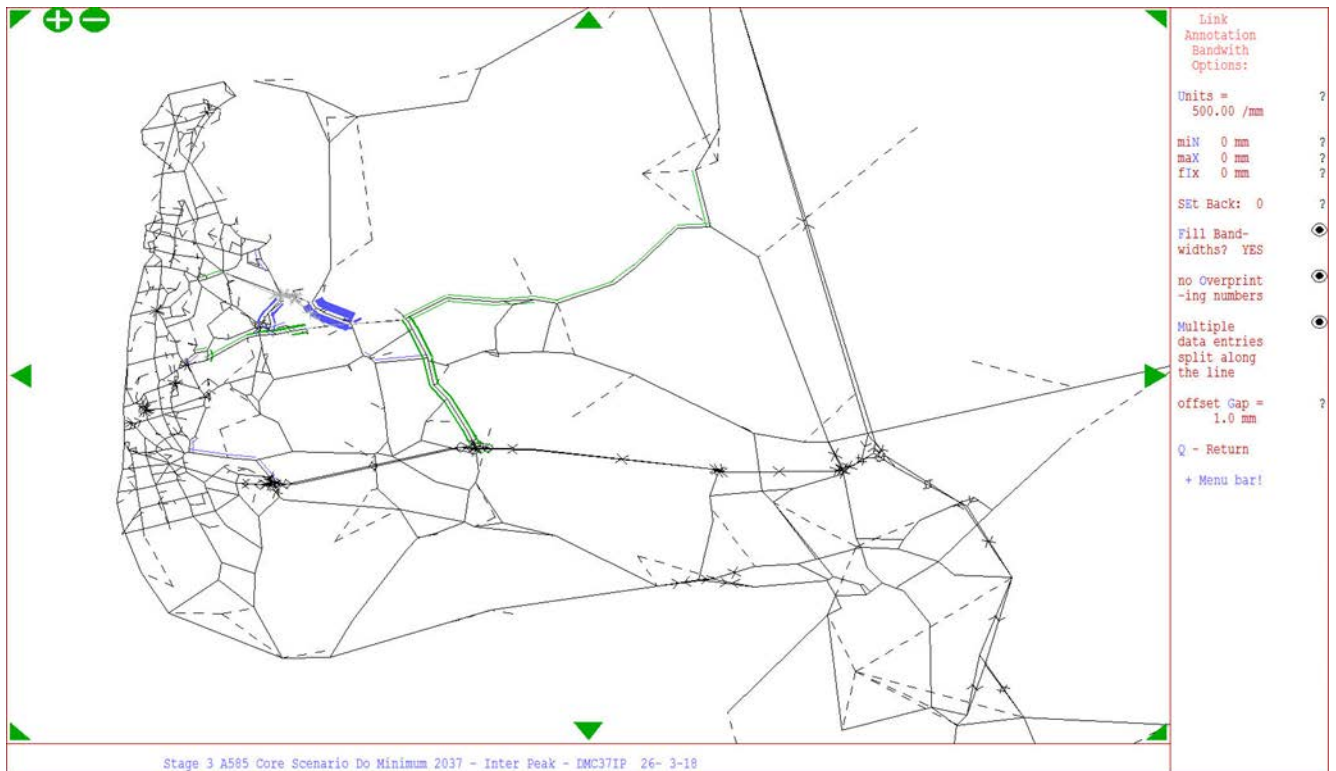 Link
Annotation
Bandwith
Options:
Units = ?
500.00 /mm
miN 0 mm ?
maX 0 mm ?
fIx 0 mm ?
SEt Back: 0 ?
Fill Band-
widths? YES
no Overprint
-ing numbers
Multiple
data entries
split along
the line
offset Gap = ?
1.0 mm
Q - Return
+ Menu bar!
Stage 3 A585 Core Scenario Do Minimum 2037 - Inter Peak - DMC37IP 26- 3-18